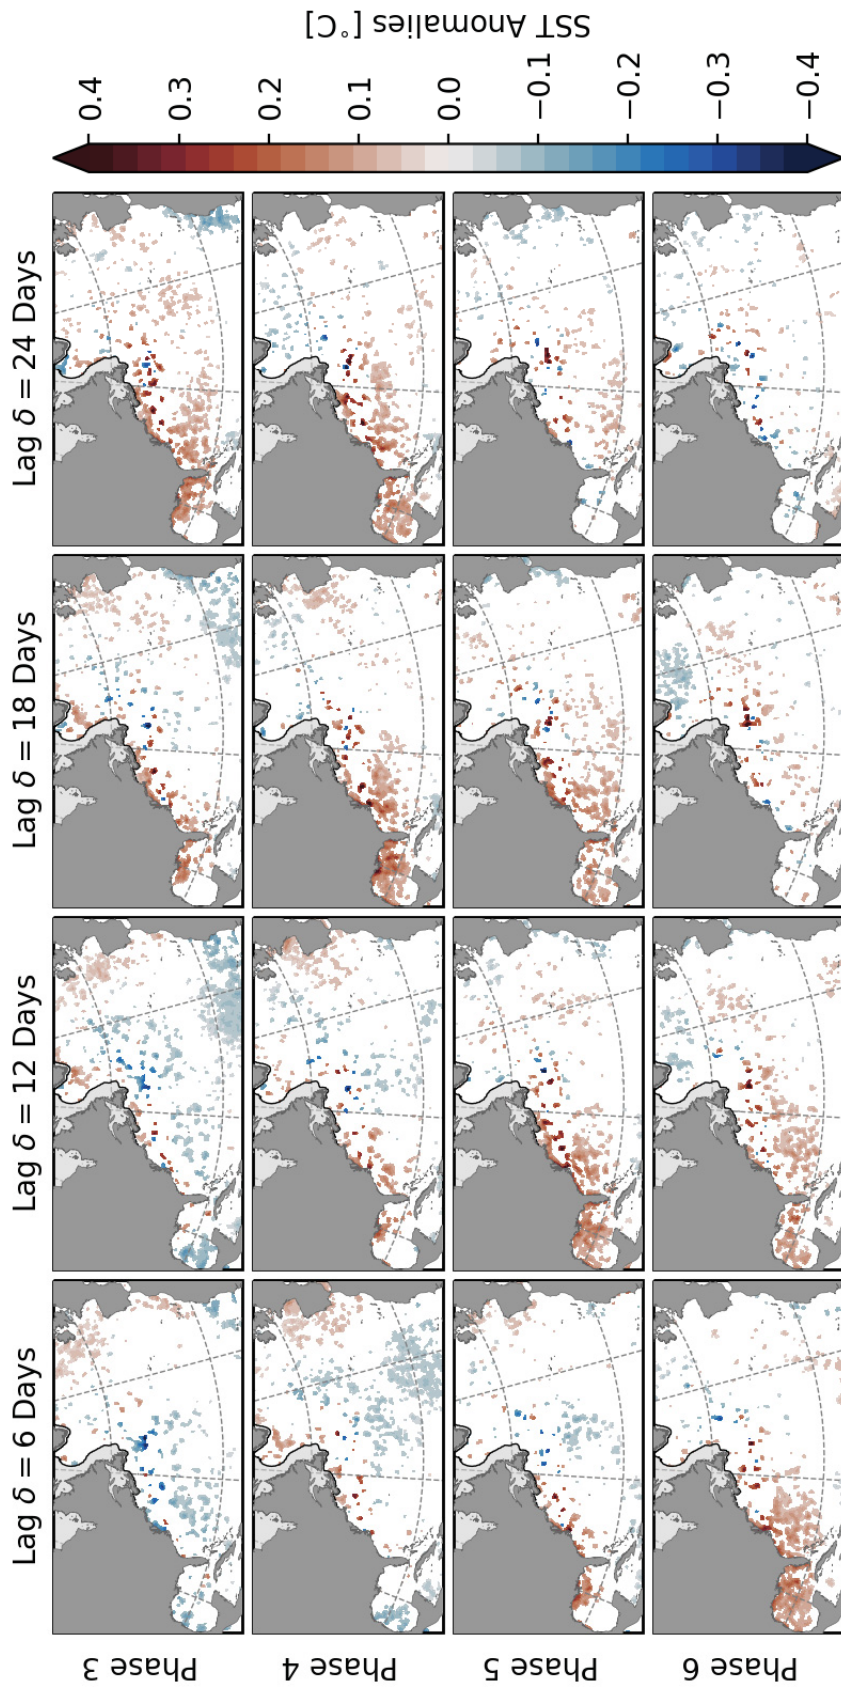 Lag δ = 6 Days
Lag δ = 12 Days
Lag δ = 18 Days
Lag δ = 24 Days
Phase 3
Phase 4
Phase 5
Phase 6
0.4
0.3
0.2
0.1
0.0
−0.1
−0.2
−0.3
−0.4
SST Anomalies [°C]